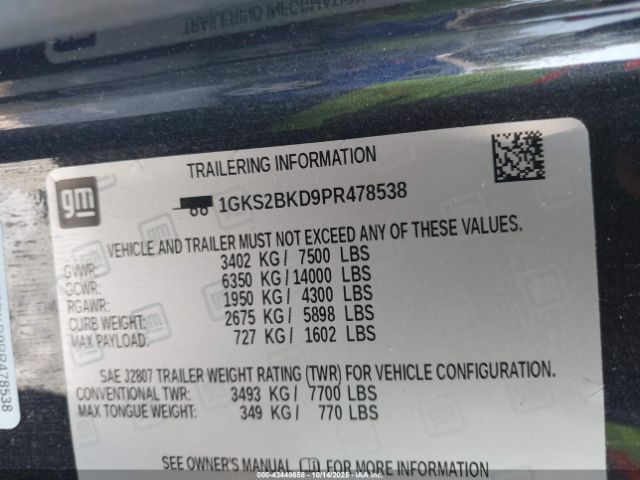 TRAILERING INFORMATION
gm
1GKS2BKD9PR478538
VEHICLE AND TRAILER MUST NOT EXCEED ANY OF THESE VALUES.
GVWR: 3402 KG/ 7500 LBS
GCWR: 6350 KG/14000 LBS
RGAWR: 1950 KG/ 4300 LBS
CURB WEIGHT: 2675 KG/ 5898 LBS
MAX PAYLOAD: 727 KG/ 1602 LBS
SAE J2807 TRAILER WEIGHT RATING (TWR) FOR VEHICLE CONFIGURATION.
CONVENTIONAL TWR: 3493 KG/ 7700 LBS
MAX TONGUE WEIGHT: 349 KG/ 770 LBS
SEE OWNER'S MANUAL FOR MORE INFORMATION
000-43448658 - 10/14/2025 - IAAI.COM